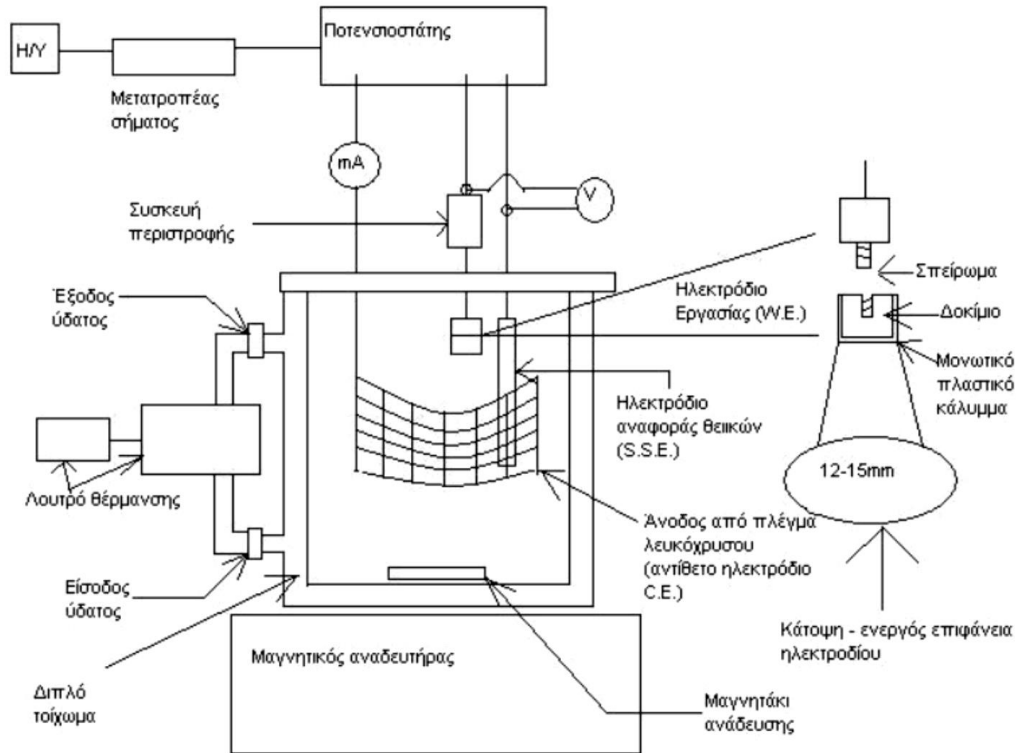 Ποτενσιοστάτης
Η/Υ
Μετατροπέας
σήματος
mA
V
Συσκευή
περιστροφής
Σπείρωμα
Έξοδος
ύδατος
Ηλεκτρόδιο
Εργασίας (W.E.)
Δοκίμιο
Μονωτικό
πλαστικό
κάλυμμα
Ηλεκτρόδιο
αναφοράς θειικών
(S.S.E.)
12-15mm
Λουτρό θέρμανσης
Άνοδος από πλέγμα
λευκόχρυσου
(αντίθετο ηλεκτρόδιο
C.E.)
Είσοδος
ύδατος
Κάτοψη - ενεργός επιφάνεια
ηλεκτροδίου
Μαγνητικός αναδευτήρας
Διπλό
τοίχωμα
Μαγνητάκι
ανάδευσης